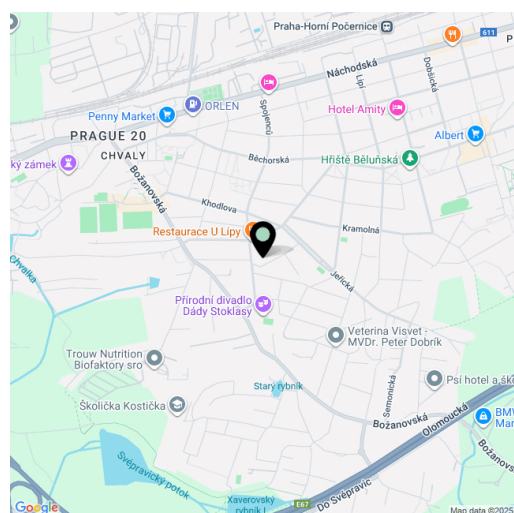 Praha-Horní Počernice
611
P
Náchodská
Dobšická
Lipí
Spojenců
ORLEN
Hotel Amity
Penny Market
Albert
PRAGUE 20
CHVALY
Běchorská
Hřiště Běluňská
ký zámek
Božanovská
Khodlova
Kramolná
Restaurace U Lípy
Chvalka
Jeřická
Přírodní divadlo
Dády Stoklasy
Veterina Visvet -
MVDr. Peter Dobrík
Trouw Nutrition
Biofaktory sro
Starý rybník
Semonická
Psí hotel a šk
Školička Kostička
Božanovská
Olomoucká
BMW
Mar
Božanovská
Svépravický potok
Xaverovský
rybník I.
E67
Do Svépravic
Google
Map data ©2025